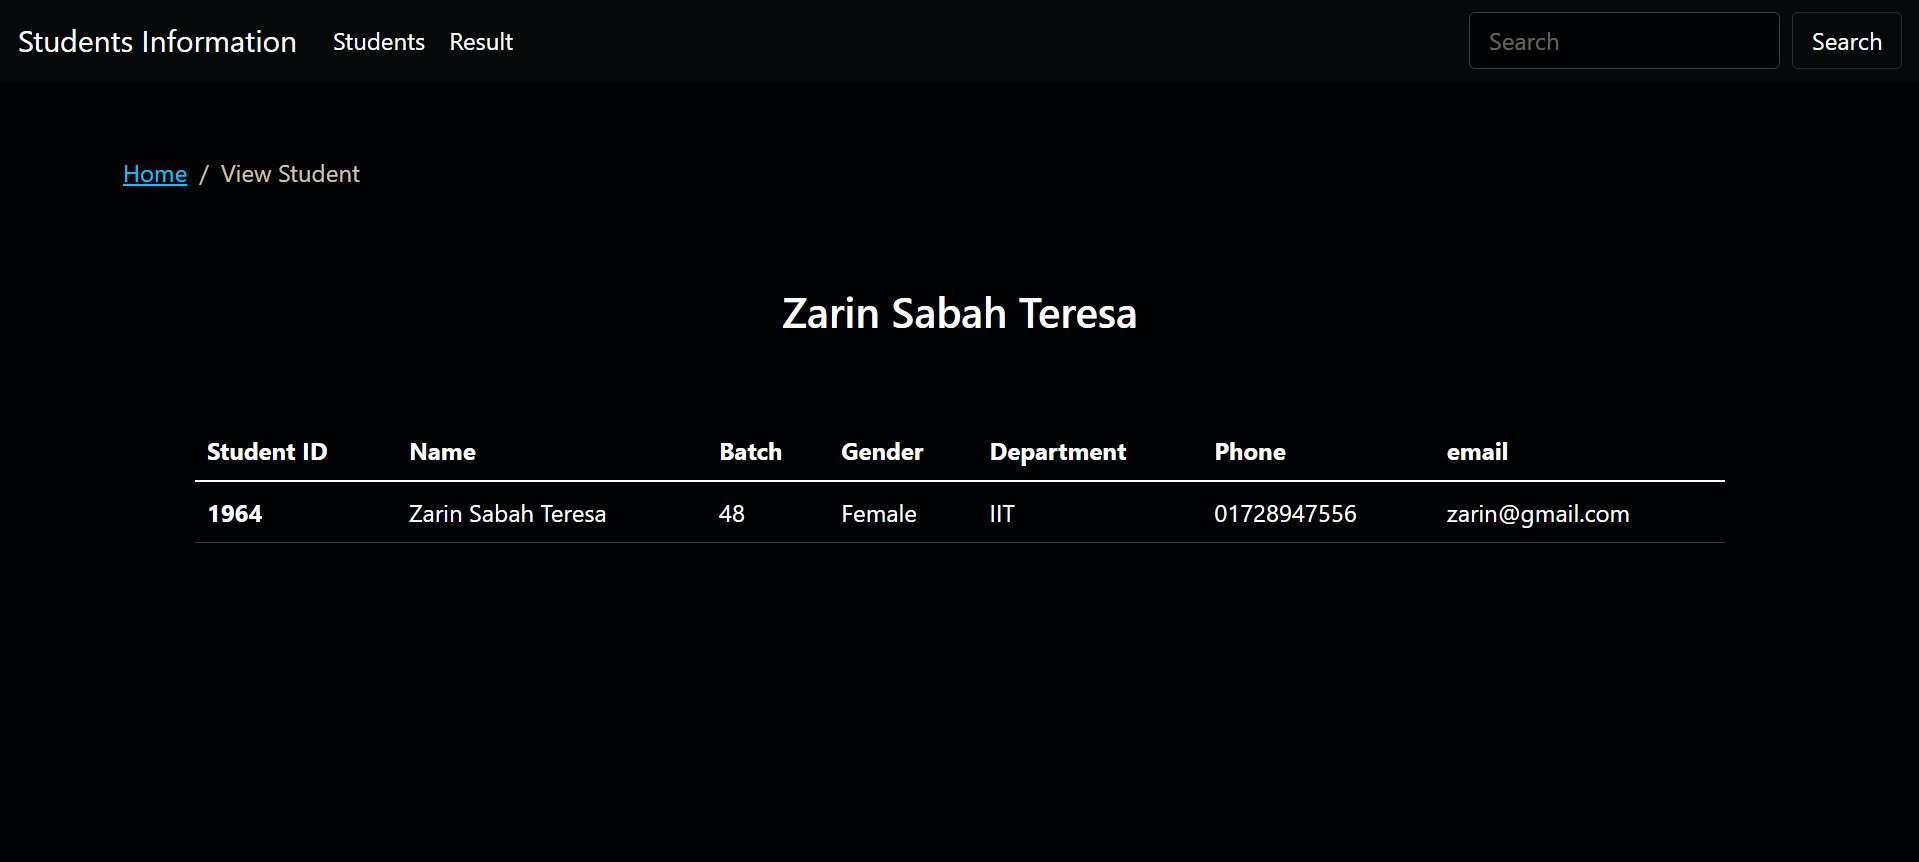 Students Information Students Result Search Search
Home / View Student
Zarin Sabah Teresa
Student ID Name Batch Gender Department Phone email
1964 Zarin Sabah Teresa 48 Female IIT 01728947556 zarin@gmail.com